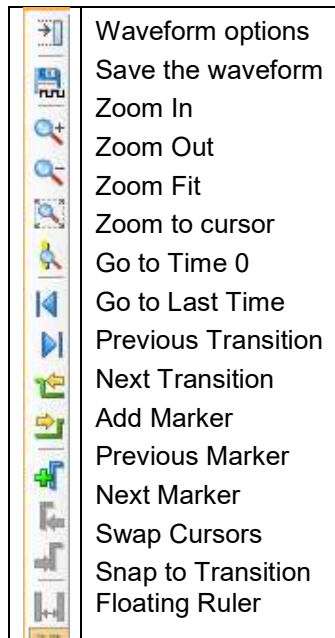 Waveform options
Save the waveform
Zoom In
Zoom Out
Zoom Fit
Zoom to cursor
Go to Time 0
Go to Last Time
Previous Transition
Next Transition
Add Marker
Previous Marker
Next Marker
Swap Cursors
Snap to Transition
Floating Ruler